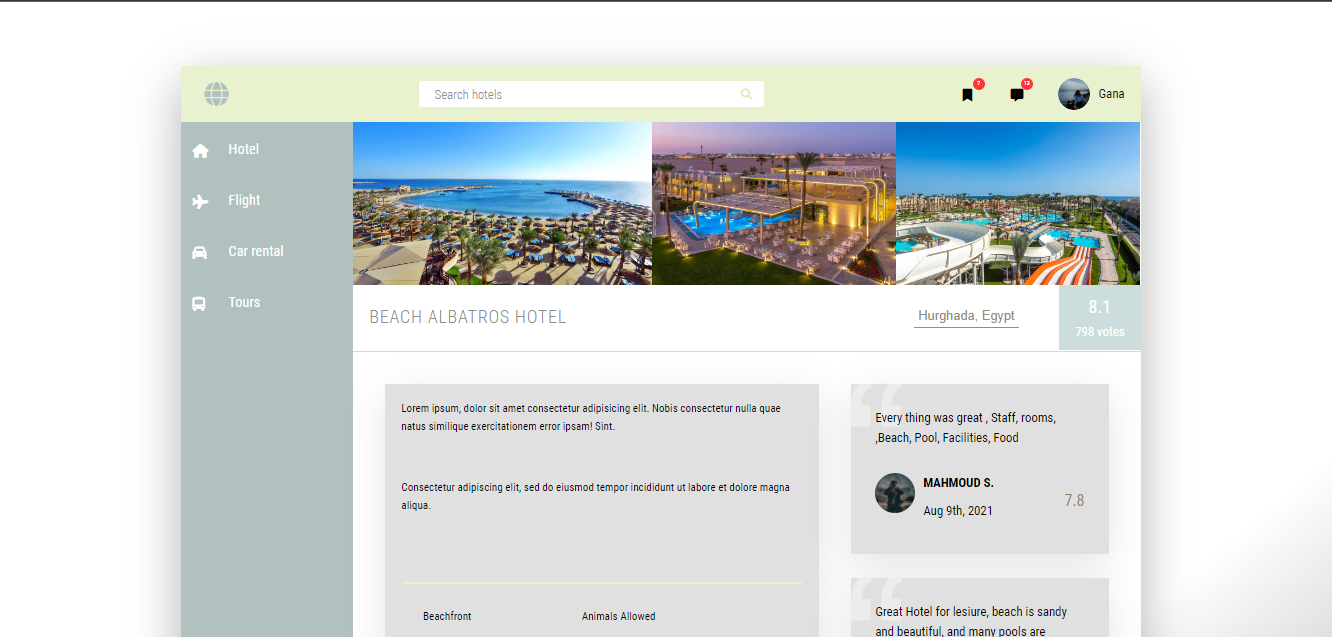 Search hotels
7
13
Gana
Hotel
Flight
Car rental
Tours
BEACH ALBATROS HOTEL
Hurghada, Egypt
8.1
798 votes
Lorem ipsum, dolor sit amet consectetur adipisicing elit. Nobis consectetur nulla quae
natus similique exercitationem error ipsam! Sint.
Consectetur adipiscing elit, sed do eiusmod tempor incididunt ut labore et dolore magna
aliqua.
Beachfront
Animals Allowed
“
Every thing was great , Staff, rooms,
,Beach, Pool, Facilities, Food
MAHMOUD S.
Aug 9th, 2021
7.8
“
Great Hotel for lesiure, beach is sandy
and beautiful, and many pools are